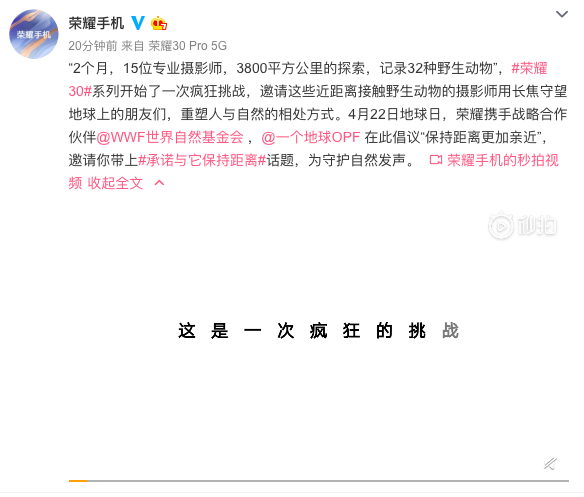 荣耀手机
荣耀手机
20分钟前 来自 荣耀30 Pro 5G
“2个月，15位专业摄影师，3800平方公里的探索，记录32种野生动物”，#荣耀
30#系列开始了一次疯狂挑战，邀请这些近距离接触野生动物的摄影师用长焦守望
地球上的朋友们，重塑人与自然的相处方式。4月22日地球日，荣耀携手战略合作
伙伴@WWF世界自然基金会 ，@一个地球OPF 在此倡议“保持距离更加亲近”，
邀请你带上#承诺与它保持距离#话题，为守护自然发声。 荣耀手机的秒拍视
频 收起全文
秒拍
这是一次疯狂的挑战